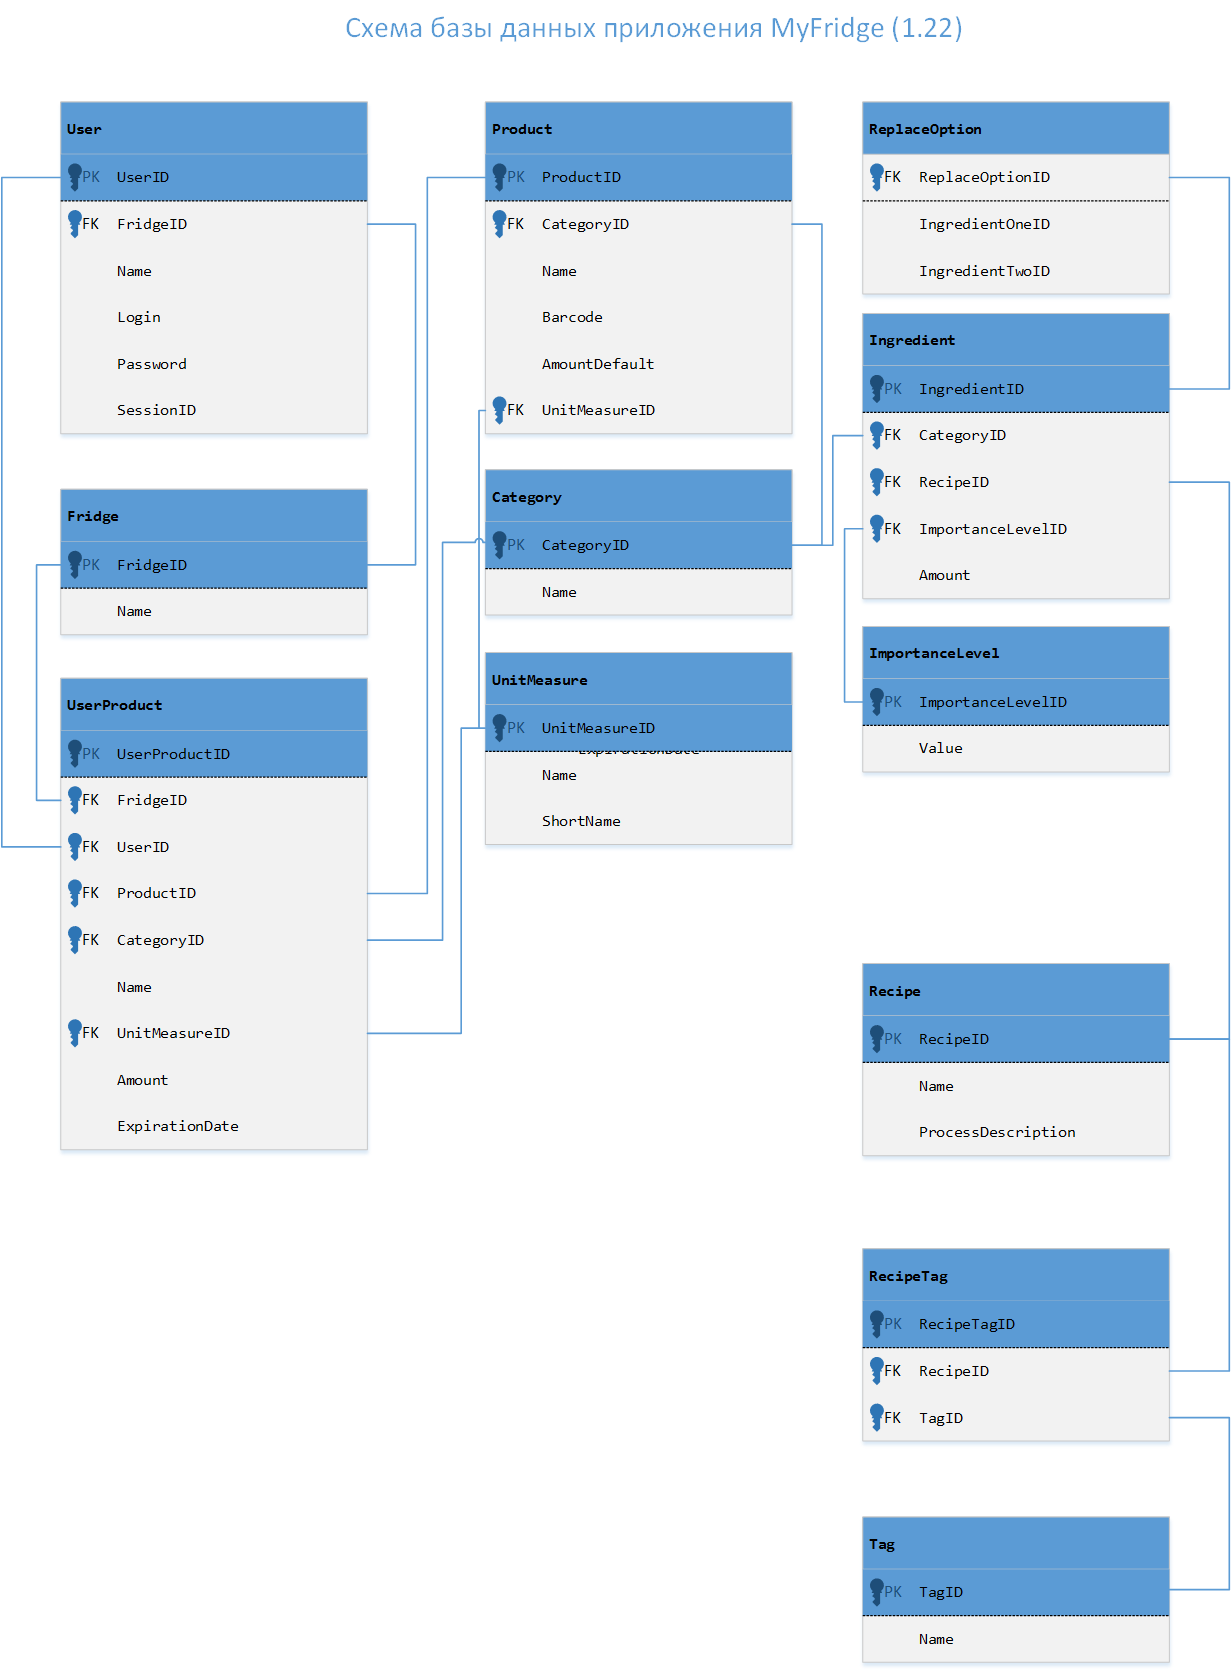 Схема базы данных приложения MyFridge (1.22)
User
PK UserID
FK FridgeID
Name
Login
Password
SessionID
Fridge
PK FridgeID
Name
UserProduct
PK UserProductID
FK FridgeID
FK UserID
FK ProductID
FK CategoryID
Name
FK UnitMeasureID
Amount
ExpirationDate
Product
PK ProductID
FK CategoryID
Name
Barcode
AmountDefault
FK UnitMeasureID
Category
PK CategoryID
Name
UnitMeasure
PK UnitMeasureID
ExpirationDate
Name
ShortName
ReplaceOption
FK ReplaceOptionID
IngredientOneID
IngredientTwoID
Ingredient
PK IngredientID
FK CategoryID
FK RecipeID
FK ImportanceLevelID
Amount
ImportanceLevel
PK ImportanceLevelID
Value
Recipe
PK RecipeID
Name
ProcessDescription
RecipeTag
PK RecipeTagID
FK RecipeID
FK TagID
Tag
PK TagID
Name